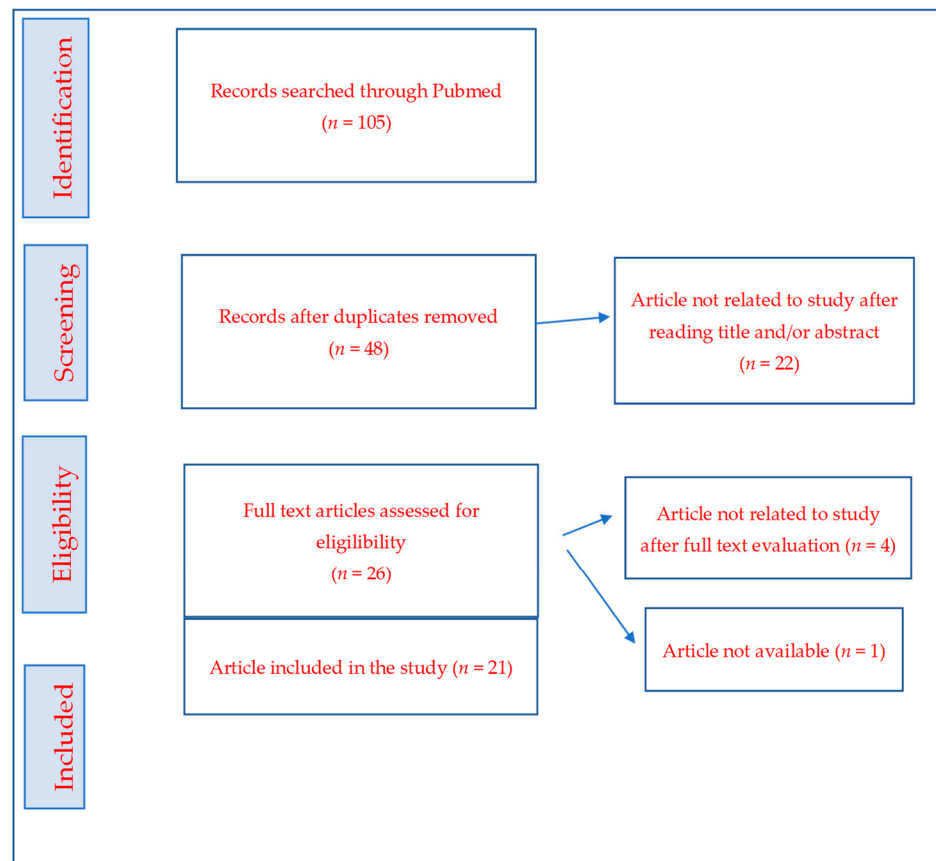 Identification
Records searched through Pubmed
(n = 105)
Screening
Records after duplicates removed
(n = 48)
Article not related to study after
reading title and/or abstract
(n = 22)
Eligibility
Full text articles assessed for
eligilibility
(n = 26)
Article not related to study
after full text evaluation (n = 4)
Article not available (n = 1)
Included
Article included in the study (n = 21)